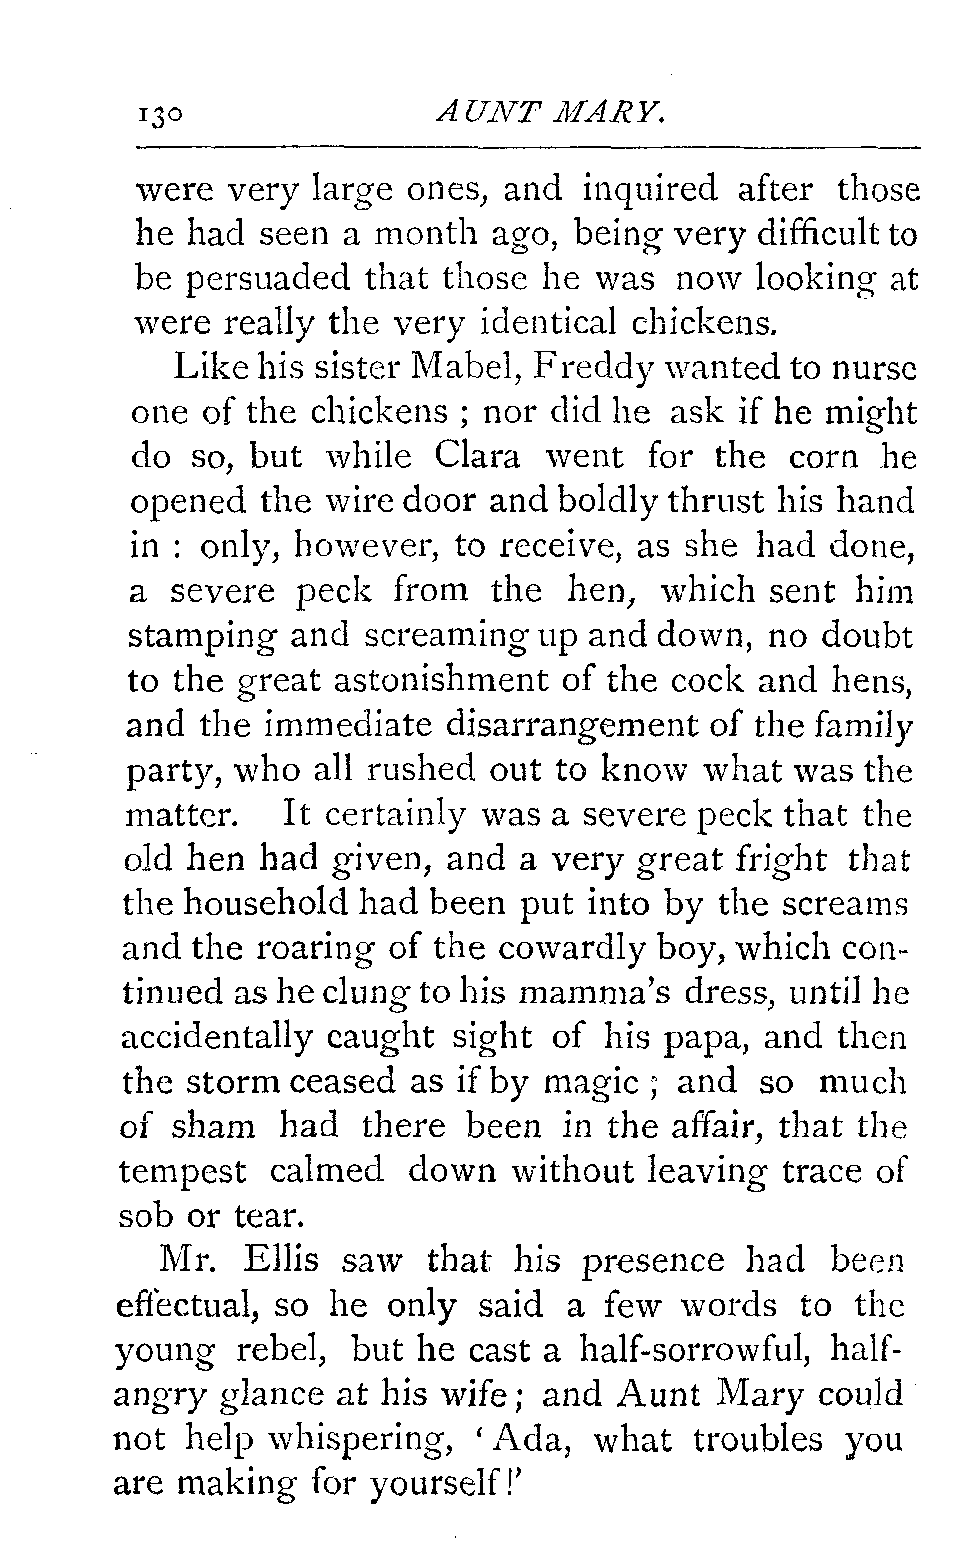 130 AUNT MARY.
were very large ones, and inquired after those
he had seen a month ago, being very difficult to
be persuaded that those he was now looking at
were really the very identical chickens.
Like his sister Mabel, Freddy wanted to nurse
one of the chickens ; nor did he ask if he might
do so, but while Clara went for the corn he
opened the wire door and boldly thrust his hand
in : only, however, to receive, as she had done,
a severe peck from the hen, which sent him
stamping and screaming up and down, no doubt
to the great astonishment of the cock and hens,
and the immediate disarrangement of the family
party, who all rushed out to know what was the
matter. It certainly was a severe peck that the
old hen had given, and a very great fright that
the household had been put into by the screams
and the roaring of the cowardly boy, which con-
tinued as he clung to his mamma's dress, until he
accidentally caught sight of his papa, and then
the storm ceased as if by magic ; and so much
of sham had there been in the affair, that the
tempest calmed down without leaving trace of
sob or tear.
Mr. Ellis saw that his presence had been
effectual, so he only said a few words to the
young rebel, but he cast a half-sorrowful, half-
angry glance at his wife ; and Aunt Mary could
not help whispering, 'Ada, what troubles you
are making for yourself!'